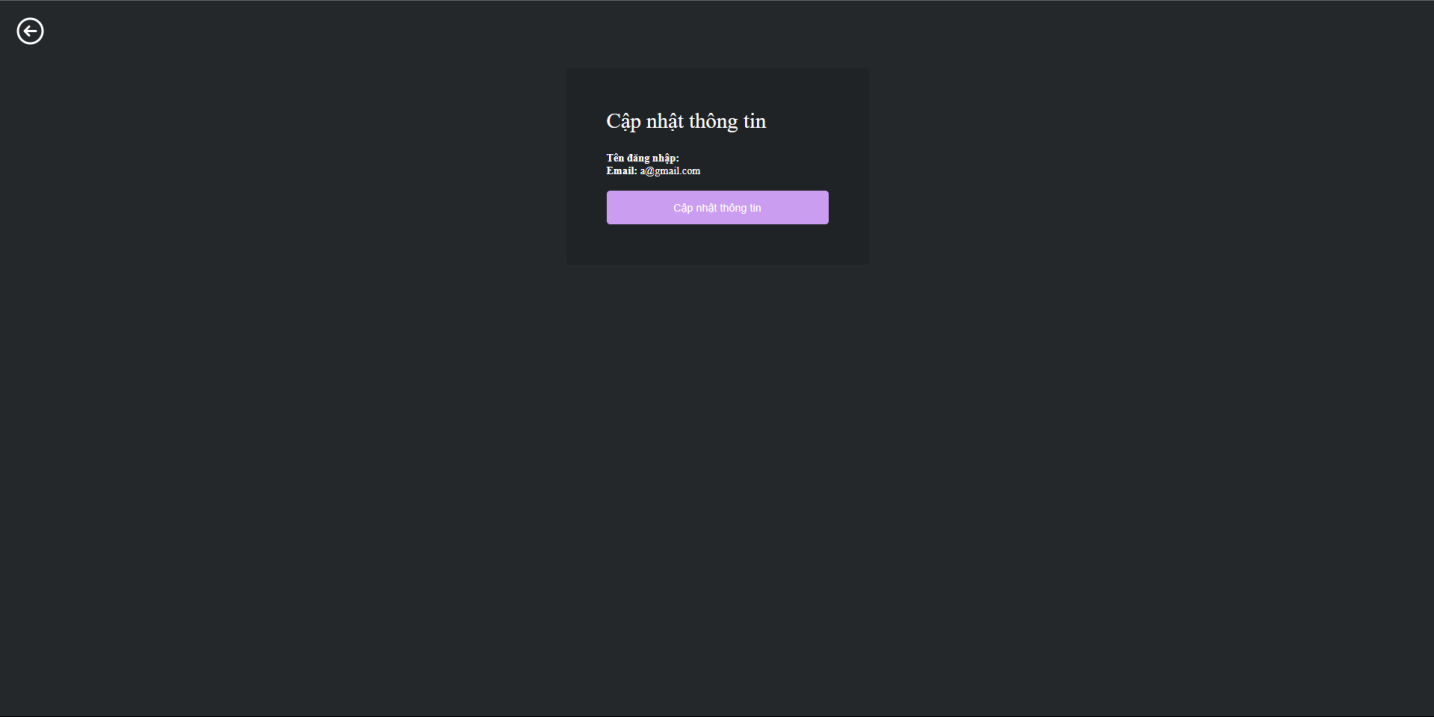 Cập nhật thông tin
Tên đăng nhập:
Email: a@gmail.com
Cập nhật thông tin